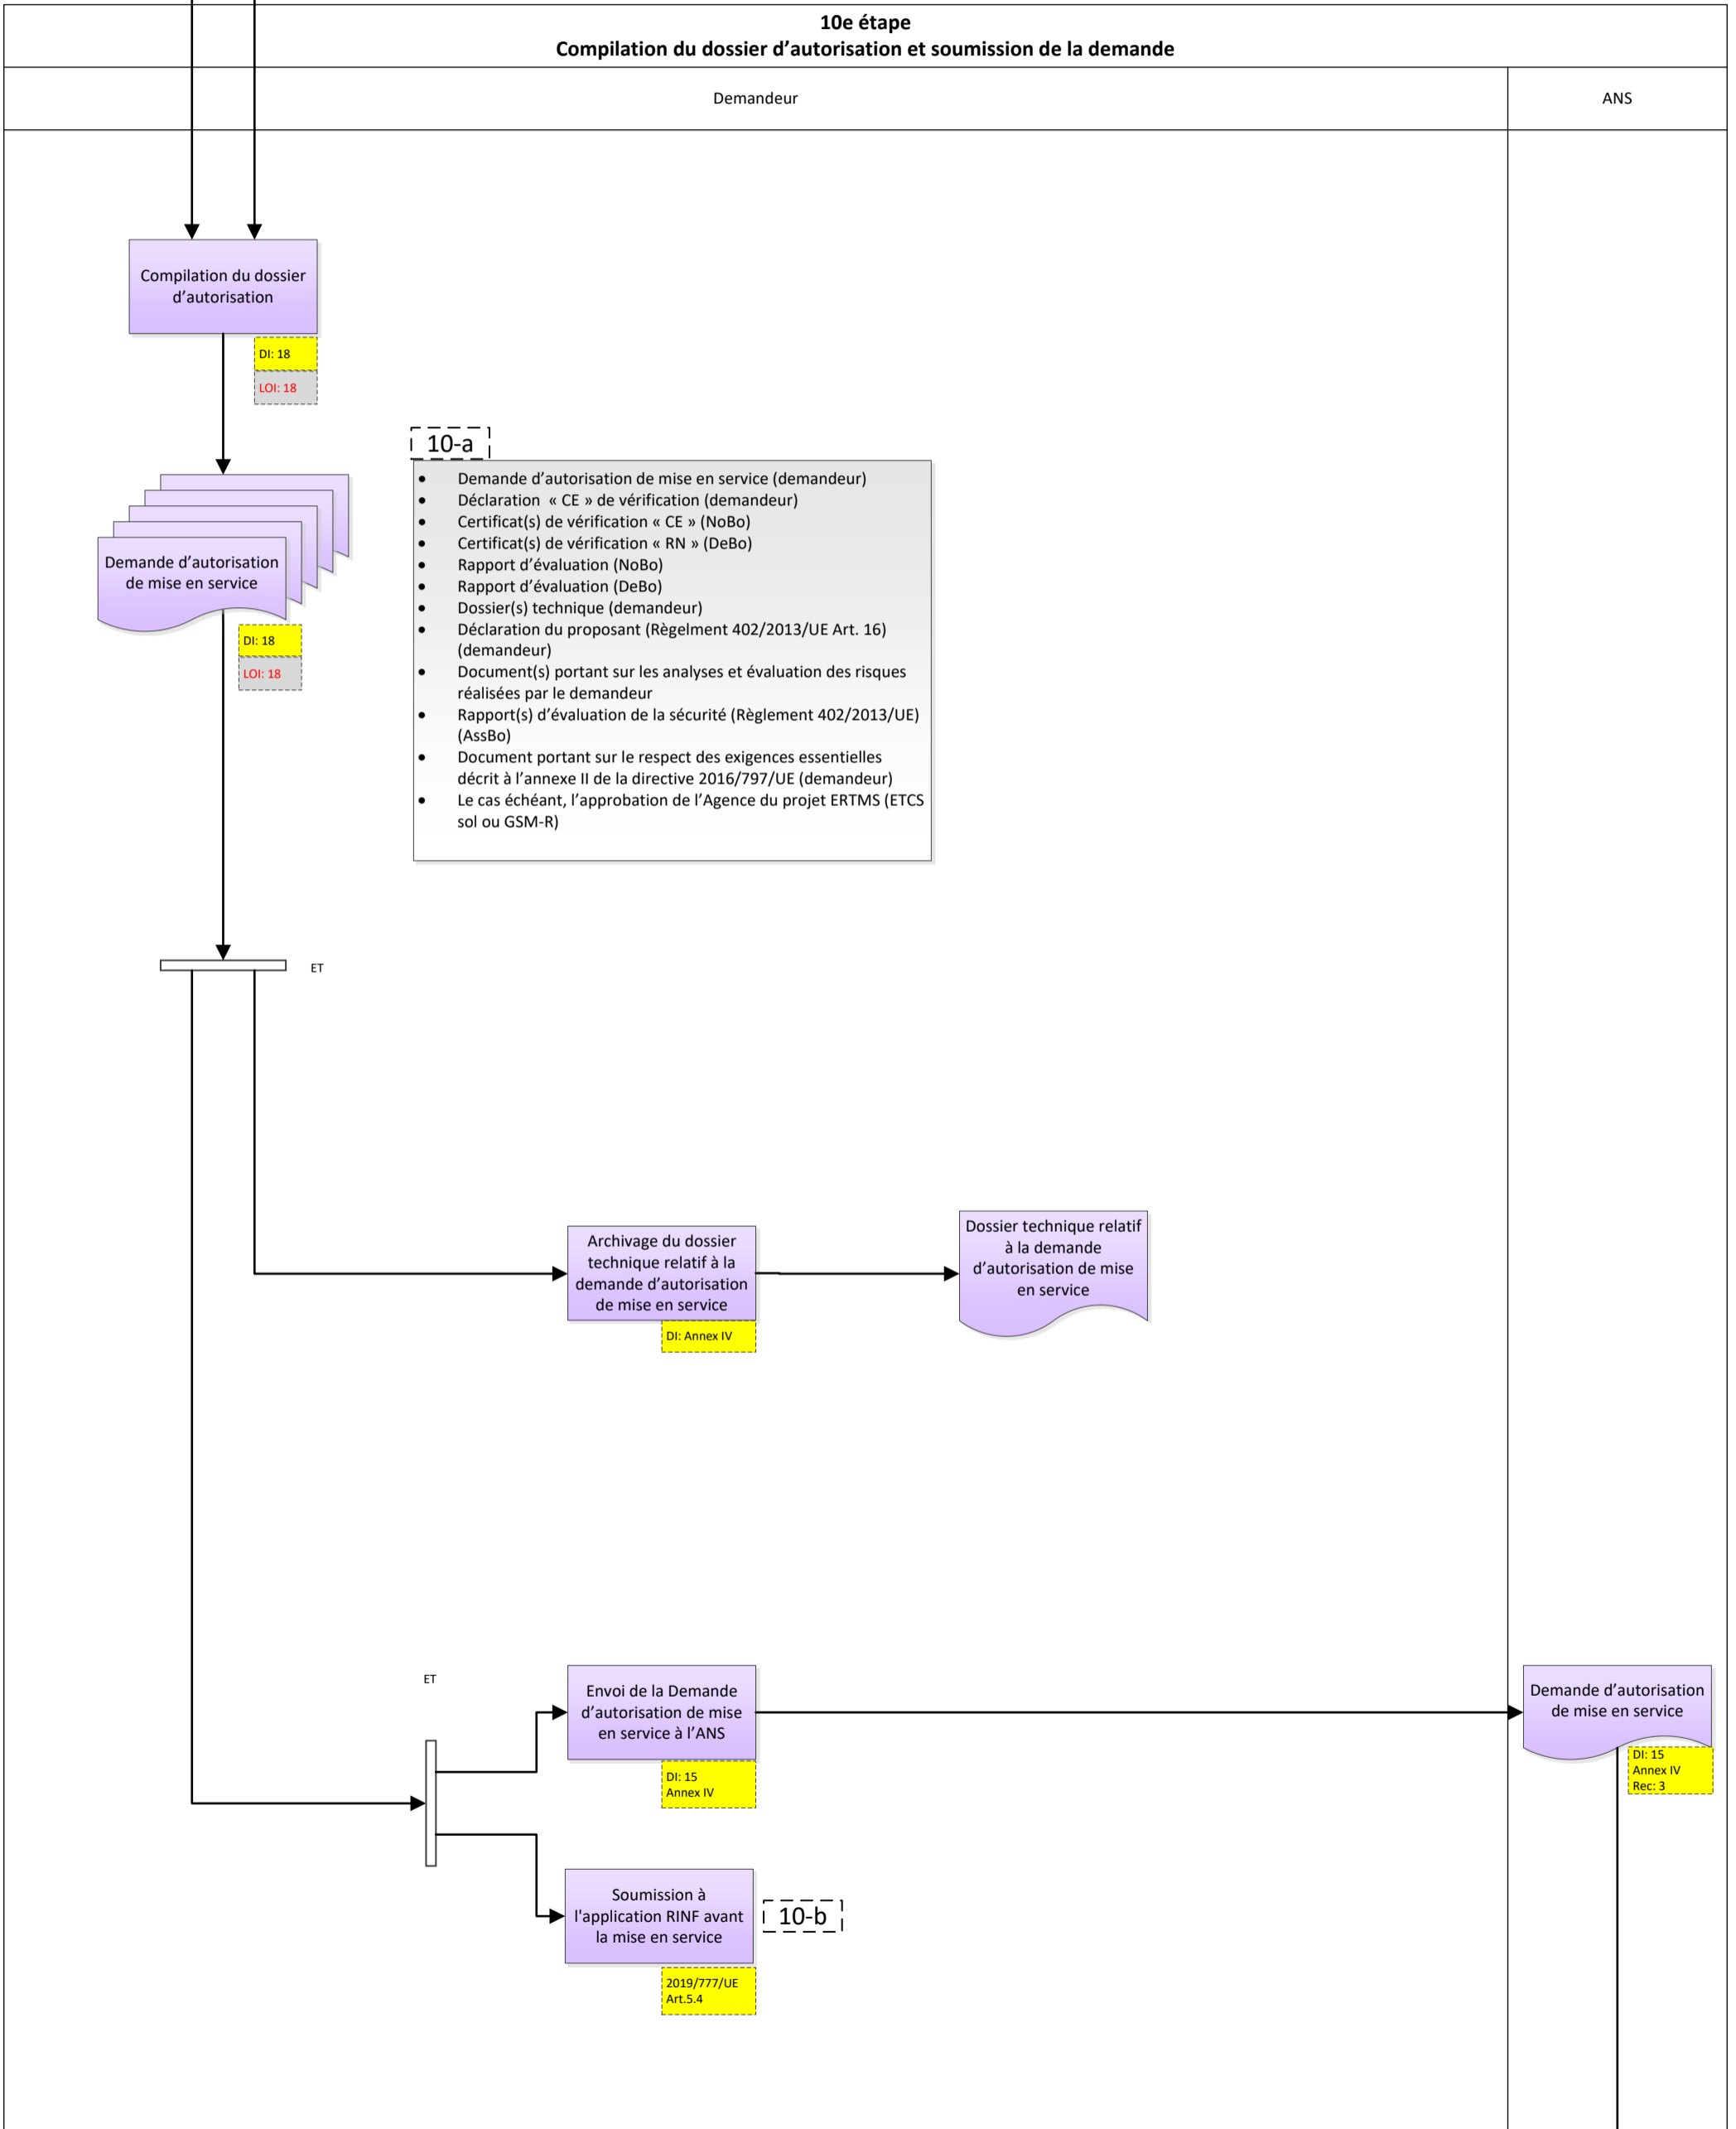 10e étape
Compilation du dossier d’autorisation et soumission de la demande
Demandeur
ANS
Compilation du dossier
d’autorisation
DI: 18
LOI: 18
10-a
• Demande d’autorisation de mise en service (demandeur)
• Déclaration « CE » de vérification (demandeur)
• Certificat(s) de vérification « CE » (NoBo)
• Certificat(s) de vérification « RN » (DeBo)
• Rapport d’évaluation (NoBo)
• Rapport d’évaluation (DeBo)
• Dossier(s) technique (demandeur)
• Déclaration du proposant (Règelment 402/2013/UE Art. 16)
(demandeur)
• Document(s) portant sur les analyses et évaluation des risques
réalisées par le demandeur
• Rapport(s) d’évaluation de la sécurité (Règlement 402/2013/UE)
(AssBo)
• Document portant sur le respect des exigences essentielles
décrit à l’annexe II de la directive 2016/797/UE (demandeur)
• Le cas échéant, l’approbation de l’Agence du projet ERTMS (ETCS
sol ou GSM-R)
Demande d’autorisation
de mise en service
DI: 18
LOI: 18
ET
Archivage du dossier
technique relatif à la
demande d’autorisation
de mise en service
DI: Annex IV
Dossier technique relatif
à la demande
d’autorisation de mise
en service
ET
Envoi de la Demande
d’autorisation de mise
en service à l’ANS
DI: 15
Annex IV
Demande d’autorisation
de mise en service
DI: 15
Annex IV
Rec: 3
Soumission à
l'application RINF avant
la mise en service
10-b
2019/777/UE
Art.5.4